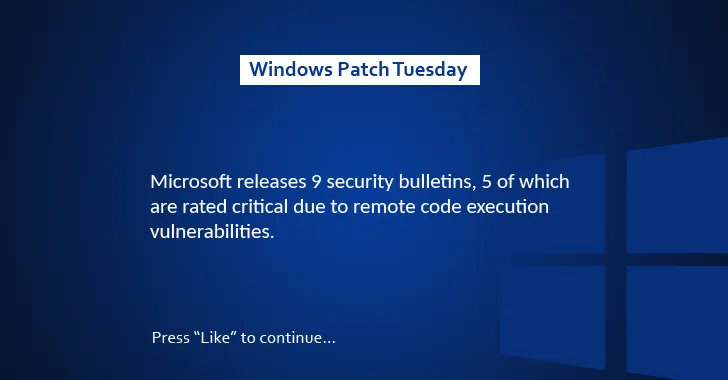 Windows Patch Tuesday
Microsoft releases 9 security bulletins, 5 of which
are rated critical due to remote code execution
vulnerabilities.
Press “Like” to continue...